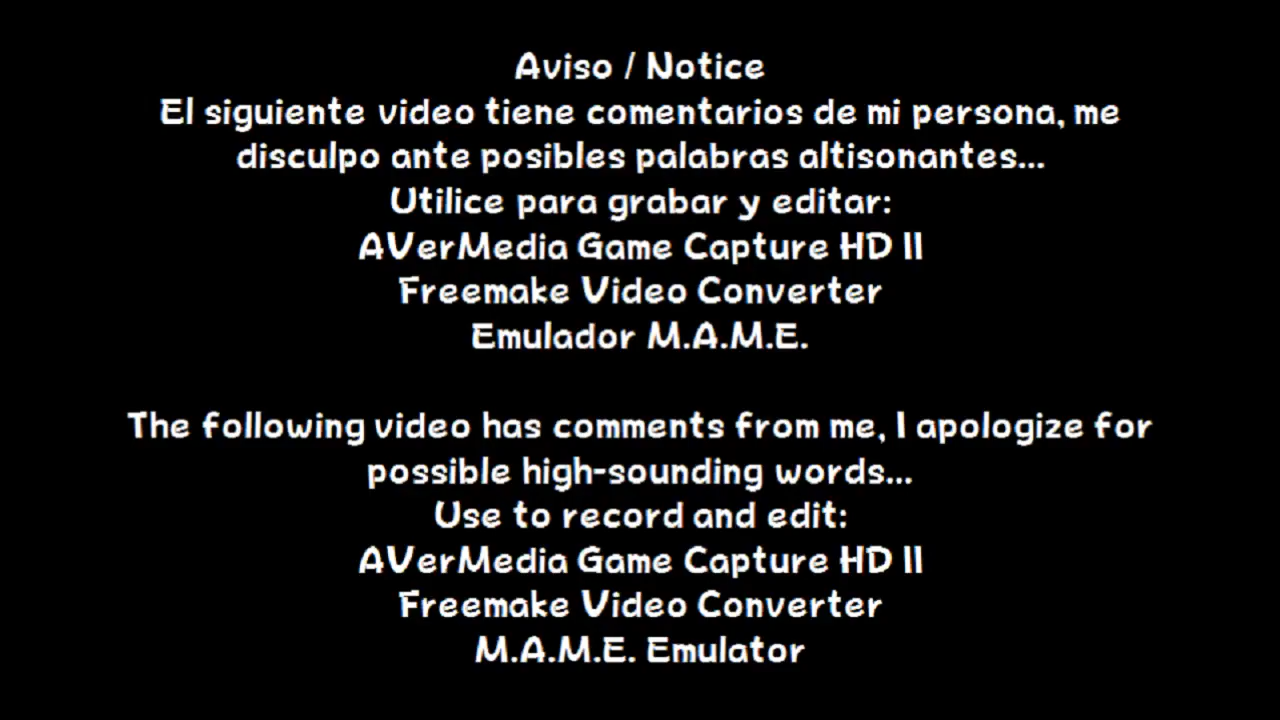 Aviso / Notice
El siguiente video tiene comentarios de mi persona, me
disculpo ante posibles palabras altisonantes...
Utilice para grabar y editar:
AVerMedia Game Capture HD II
Freemake Video Converter
Emulador M.A.M.E.
The following video has comments from me, I apologize for
possible high-sounding words...
Use to record and edit:
AVerMedia Game Capture HD II
Freemake Video Converter
M.A.M.E. Emulator